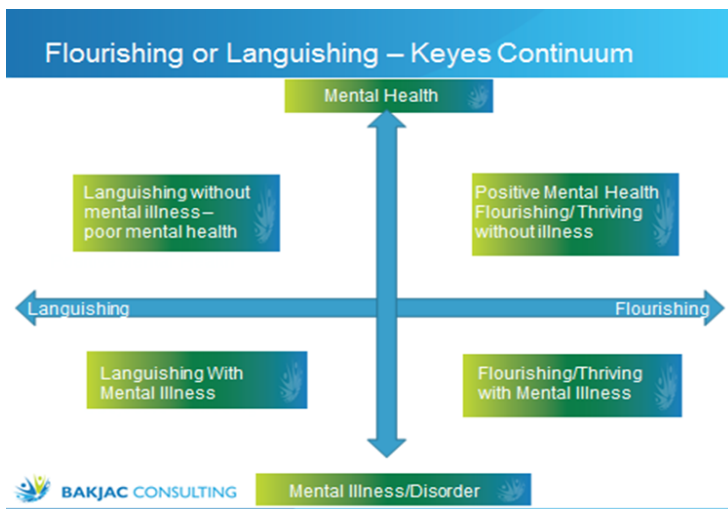 Flourishing or Languishing – Keyes Continuum
Mental Health
Languishing without
mental illness –
poor mental health
Positive Mental Health
Flourishing/Thriving
without illness
Languishing
Flourishing
Languishing With
Mental Illness
Flourishing/Thriving
with Mental Illness
BAKJAC CONSULTING
Mental Illness/Disorder